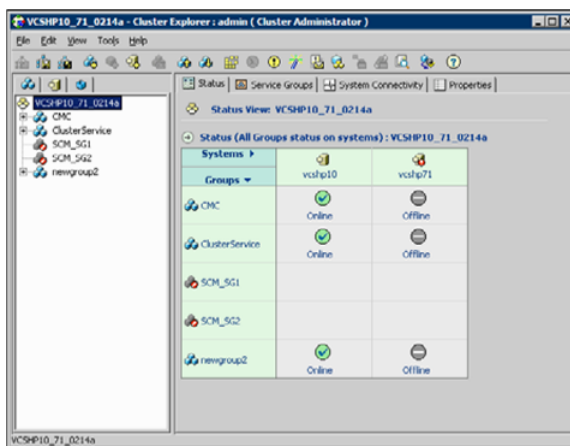 VCSHP10_71_0214a - Cluster Explorer : admin ( Cluster Administrator )
File Edit View Tools Help
Status Service Groups System Connectivity Properties
VCSHP10_71_0214a
CMC
ClusterService
SCM_SG1
SCM_SG2
newgroup2
Status View: VCSHP10_71_0214a
Status (All Groups status on systems) : VCSHP10_71_0214a
Systems
vcshp10 vcshp71
Groups
CMC Online Offline
ClusterService Online Offline
SCM_SG1
SCM_SG2
newgroup2 Online Offline
VCSHP10_71_0214a